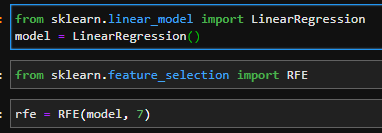 from sklearn.linear_model import LinearRegression
model = LinearRegression()
from sklearn.feature_selection import RFE
rfe = RFE(model, 7)